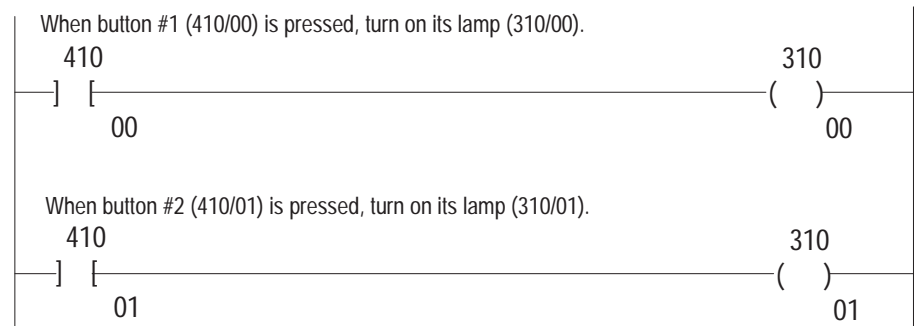 When button #1 (410/00) is pressed, turn on its lamp (310/00).
410 310
] [ ( )
00 00
When button #2 (410/01) is pressed, turn on its lamp (310/01).
410 310
] [ ( )
01 01